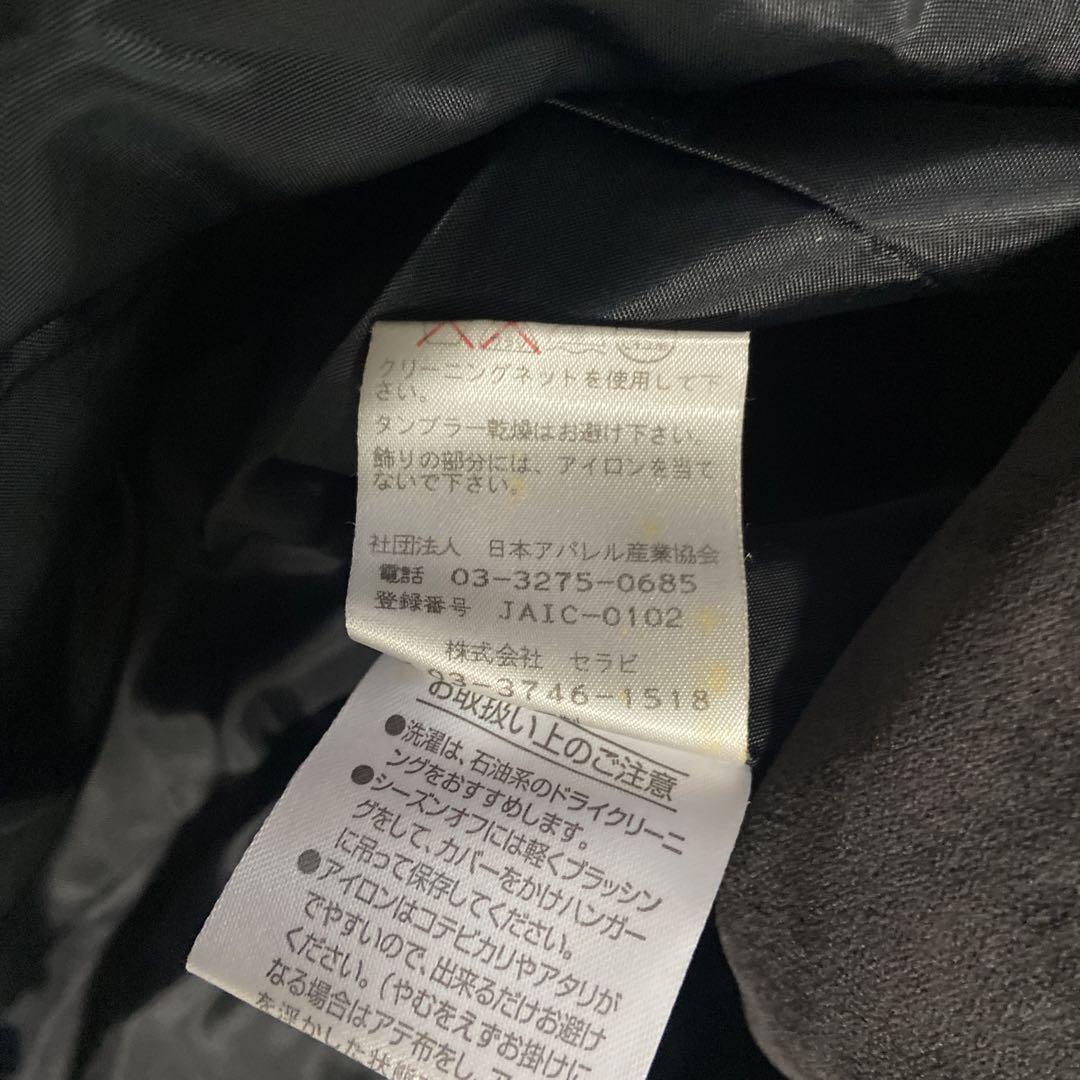 クリーニングネットを使用して下
さい。
タンブラー乾燥はお避け下さい。
飾りの部分には、アイロンを当て
ないで下さい。
社団法人 日本アパレル産業協会
電話 03-3275-0685
登録番号 JAIC-0102
株式会社 セラビ
03-3746-1518
お取扱い上のご注意
●洗濯は、石油系のドライクリーニ
ングをおすすめします。
●シーズンオフには軽くブラッシン
グをして、カバーをかけハンガー
に吊って保存してください。
●アイロンはコテビカリやアタリが
でやすいので、出来るだけお避け
ください。(やむをえずお掛けに
なる場合はアテ布をし、ア
を浮かした状態